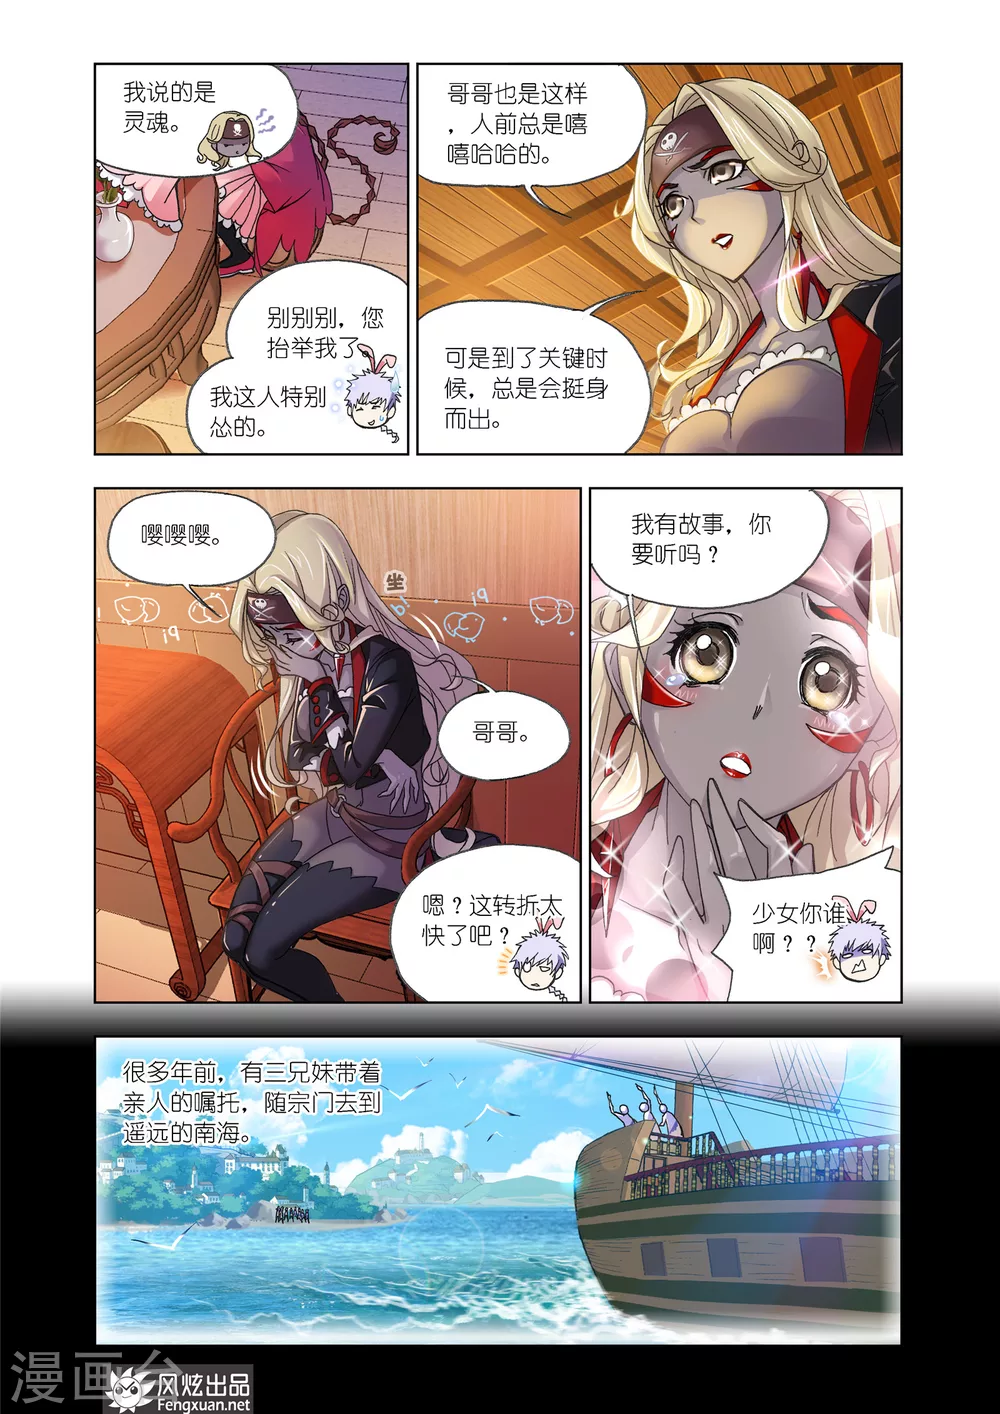 我说的是
灵魂。
别别别，您
抬举我了
我这人特别
怂的。
哥哥也是这样
，人前总是嘻
嘻哈哈的。
可是到了关键时
候，总是会挺身
而出。
嘤嘤嘤。
坐
bi
bi
bi
哥哥。
嗯？这转折太
快了吧？
我有故事，你
要听吗？
少女你谁
啊？？
很多年前，有三兄妹带着
亲人的嘱托，随宗门去到
遥远的南海。
漫画台
风炫出品
Fengxuan.net